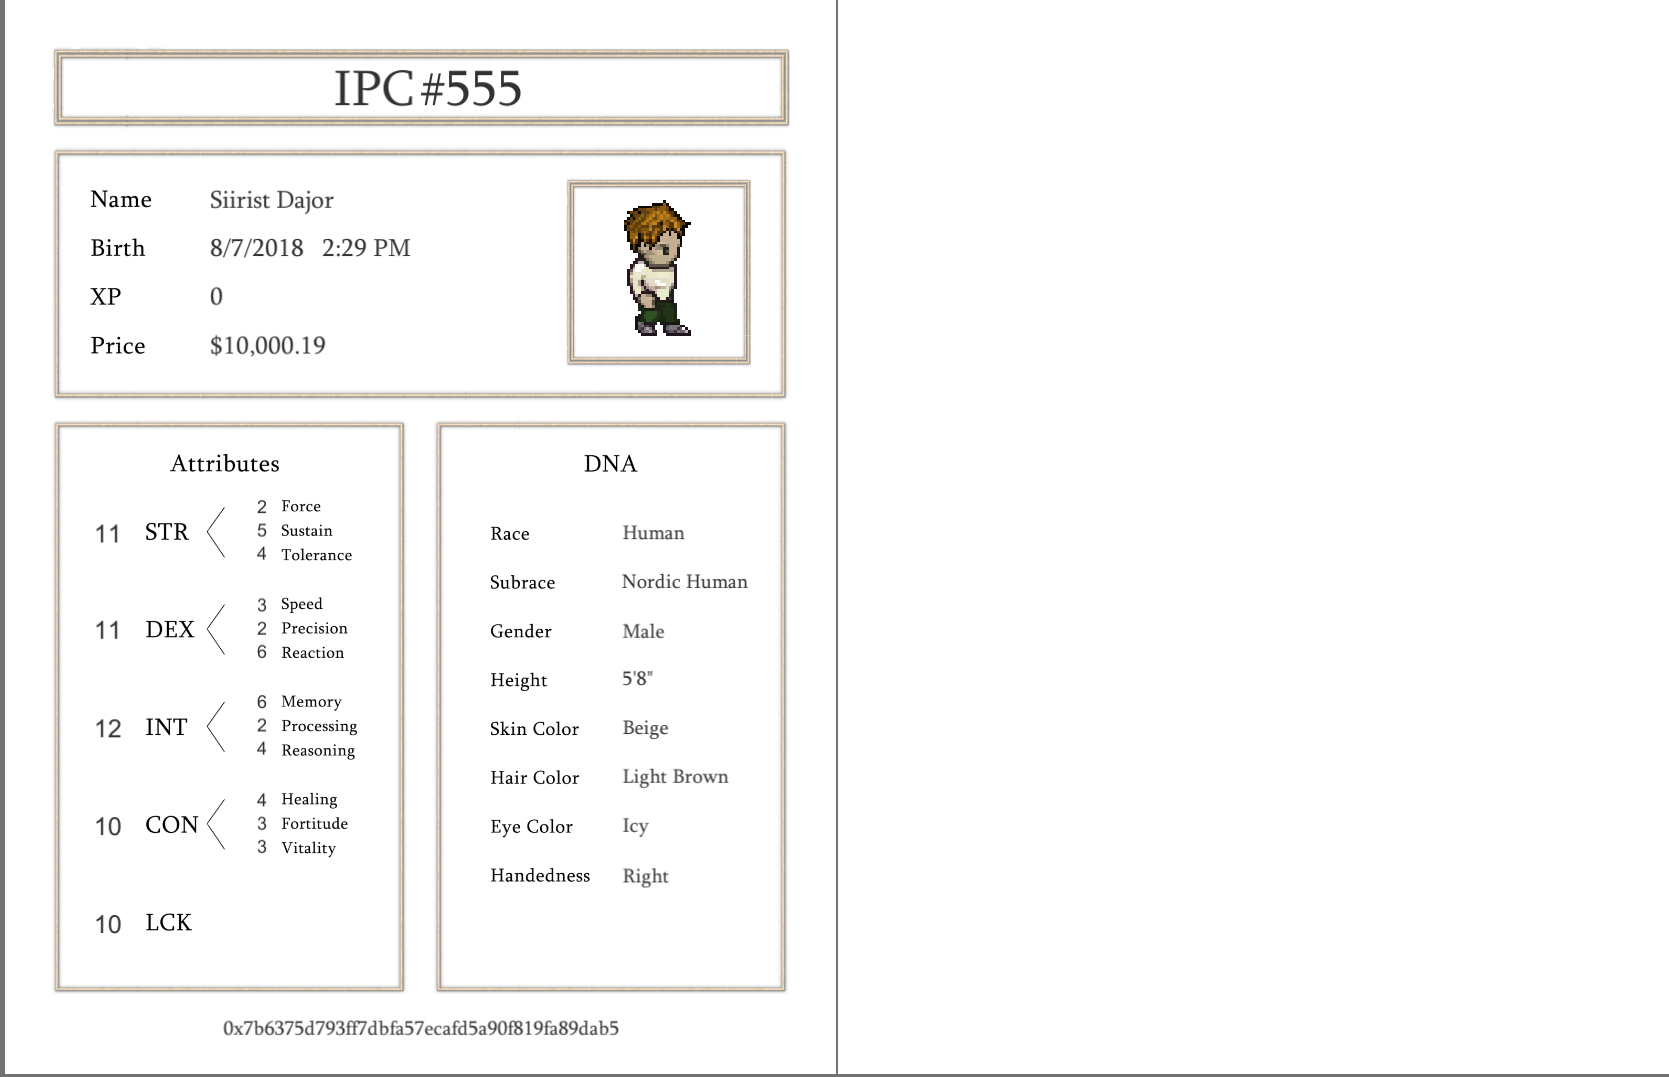 IPC #555
Name Siirist Dajor
Birth 8/7/2018 2:29 PM
XP 0
Price $10,000.19
Attributes
11 STR
2 Force
5 Sustain
4 Tolerance
11 DEX
3 Speed
2 Precision
6 Reaction
12 INT
6 Memory
2 Processing
4 Reasoning
10 CON
4 Healing
3 Fortitude
3 Vitality
10 LCK
DNA
Race Human
Subrace Nordic Human
Gender Male
Height 5'8"
Skin Color Beige
Hair Color Light Brown
Eye Color Icy
Handedness Right
0x7b6375d793ff7dbfa57ecafd5a90f819fa89dab5